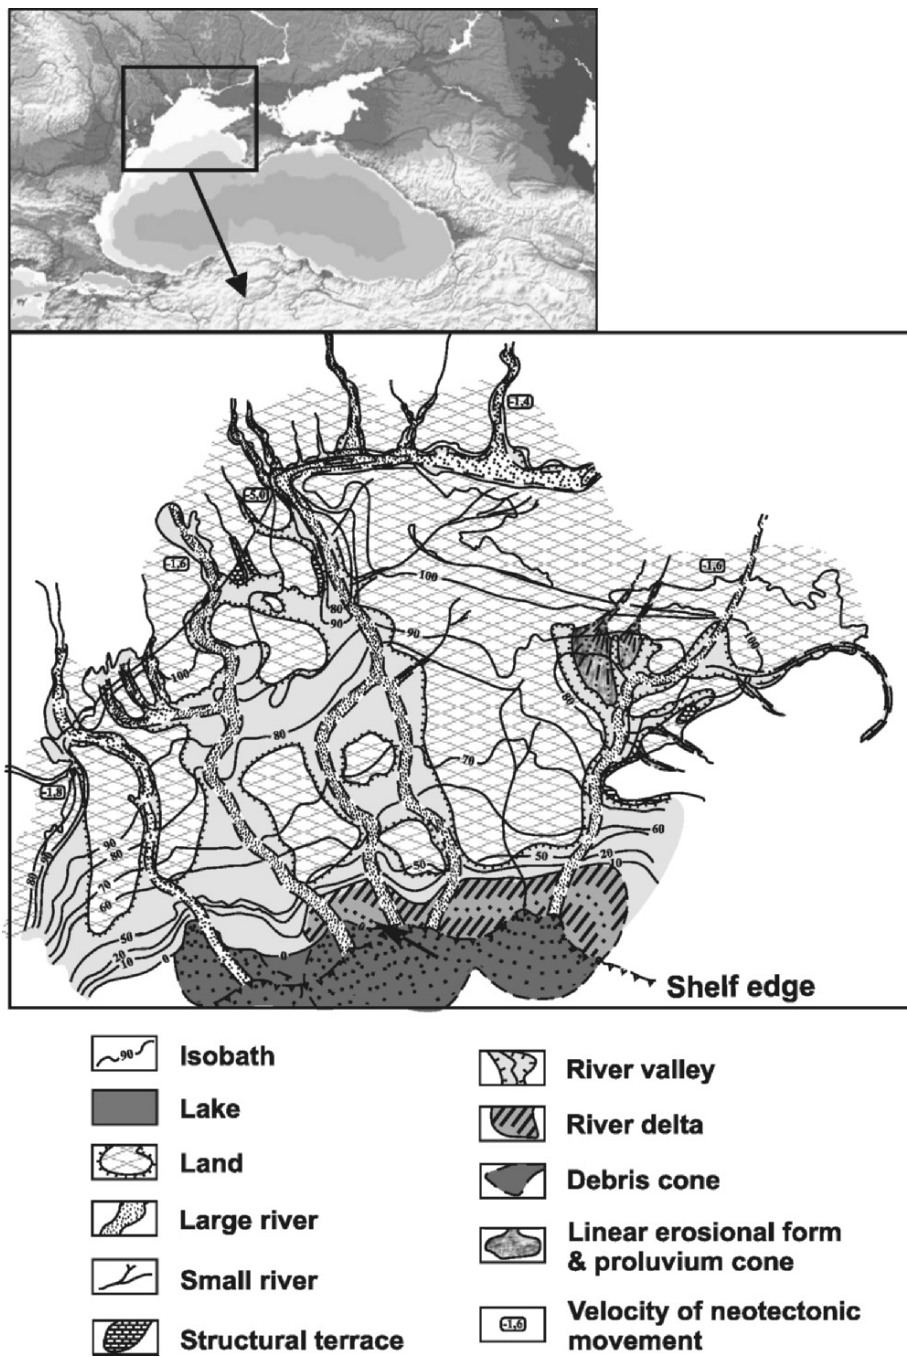 -1,4
-5,0
-1,6
-1,6
100
80
90
90
100
100
80
80
70
-1,8
90
80
70
60
50
20
10
0
80
90
50
50
60
20
10
0
0
Shelf edge
90
Isobath
Lake
Land
Large river
Small river
Structural terrace
River valley
River delta
Debris cone
Linear erosional form
& proluvium cone
-1,6
Velocity of neotectonic
movement